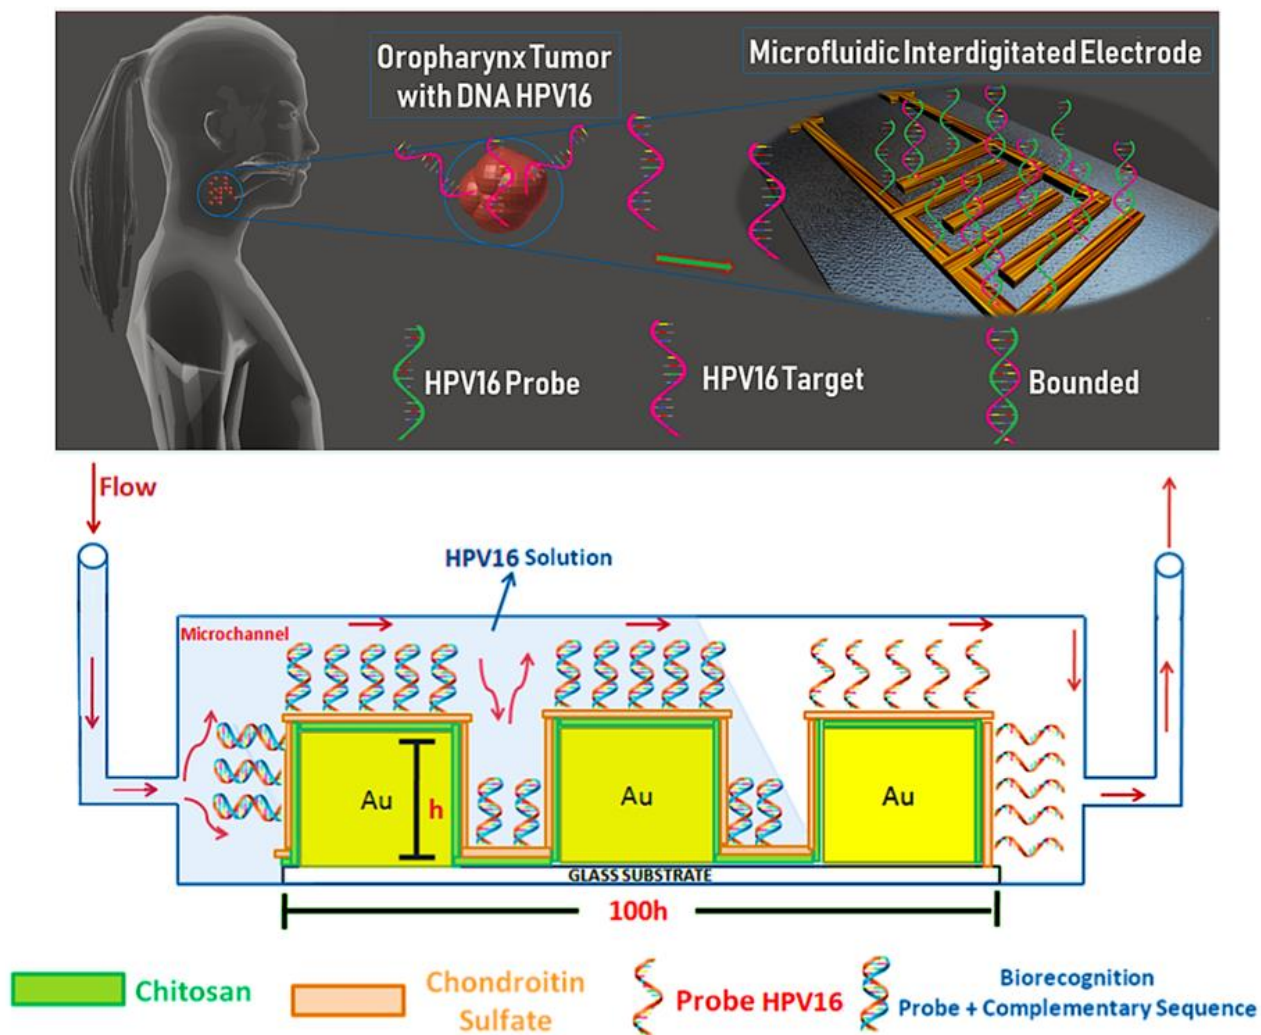 Oropharynx Tumor
with DNA HPV16
Microfluidic Interdigitated Electrode
HPV16 Probe
HPV16 Target
Bounded
Flow
HPV16 Solution
Microchannel
Au
h
Au
Au
GLASS SUBSTRATE
100h
Chitosan
Chondroitin
Sulfate
Probe HPV16
Biorecognition
Probe + Complementary Sequence